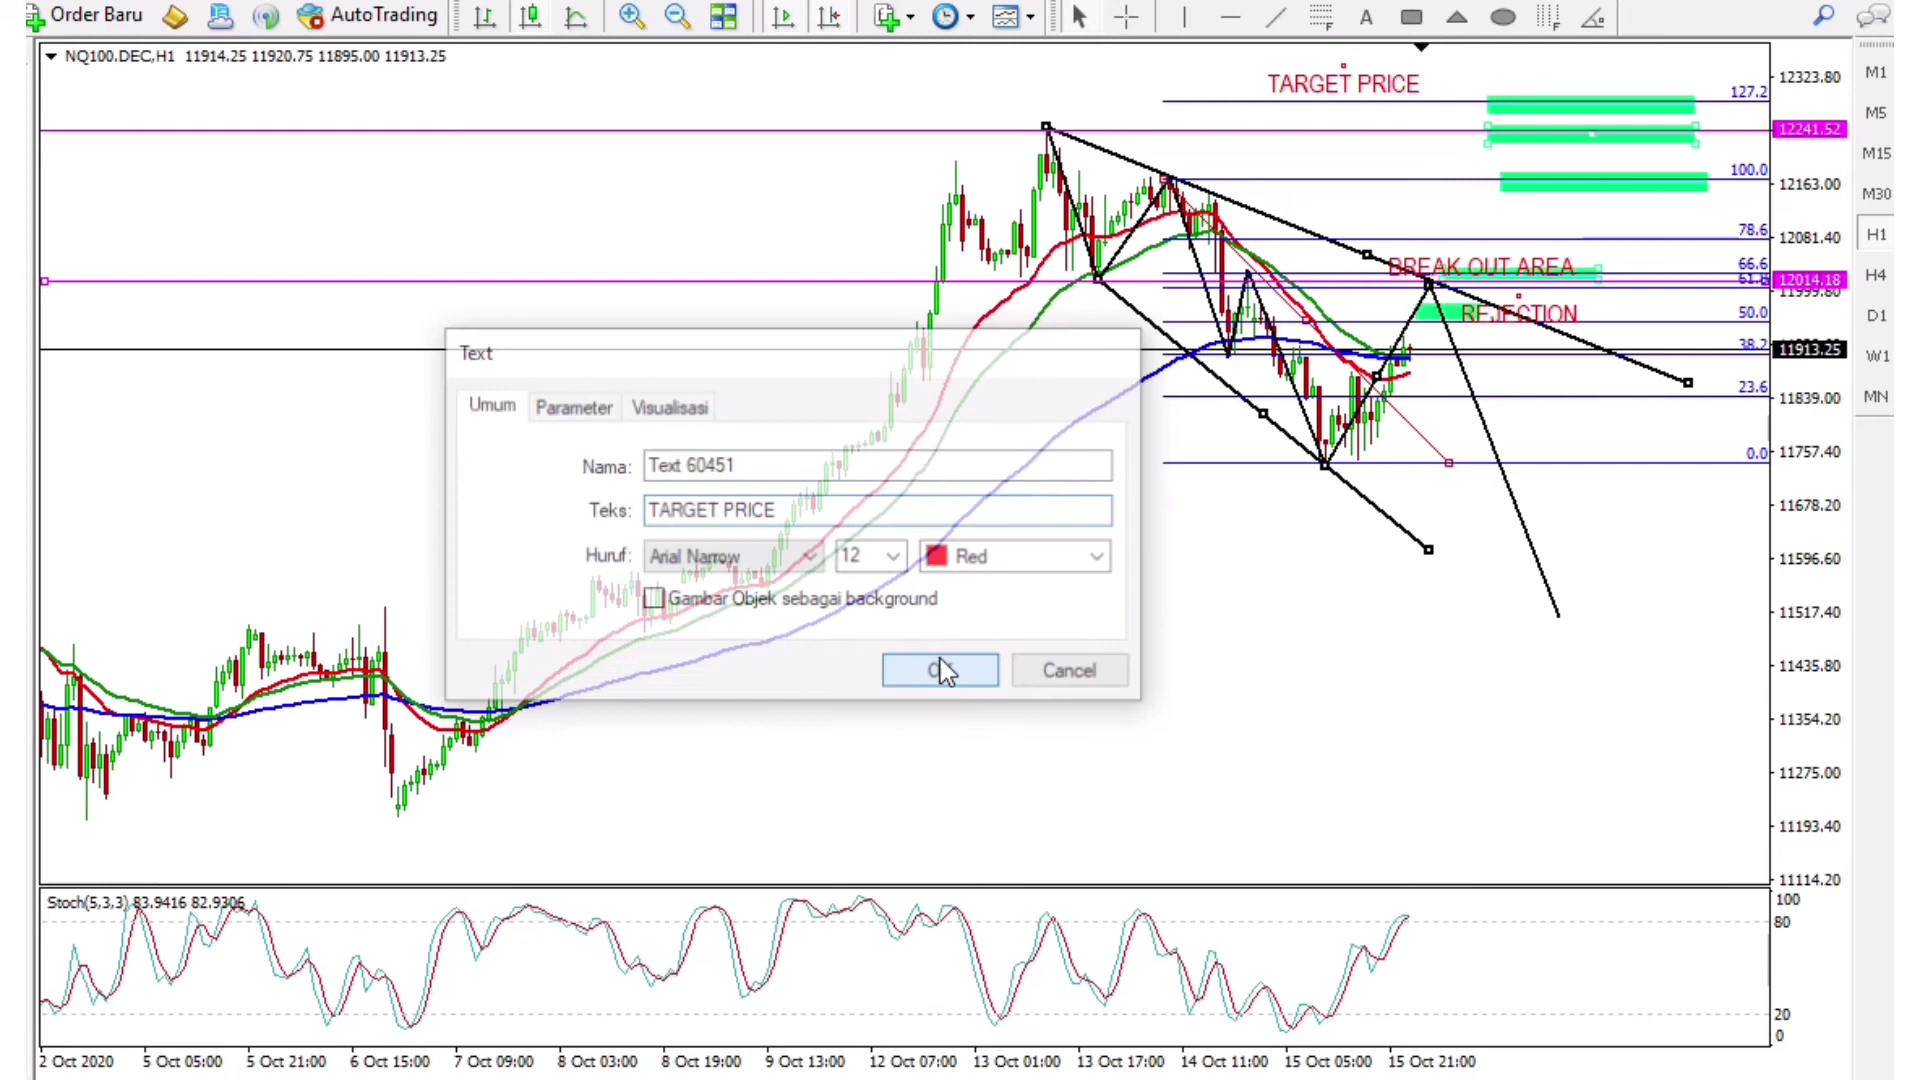 Order Baru AutoTrading
NQ100.DEC,H1 11914.25 11920.75 11895.00 11913.25
TARGET PRICE
127.2
100.0
78.6
66.6
50.0
38.2
23.6
0.0
BREAK OUT AREA
REJECTION
12323.80
12241.52
12163.00
12081.40
12014.18
11913.25
11839.00
11757.40
11678.20
11596.60
11517.40
11435.80
11354.20
11275.00
11193.40
11114.20
M1
M5
M15
M30
H1
H4
D1
W1
MN
Text
Umum Parameter Visualisasi
Nama: Text 60451
Teks: TARGET PRICE
Huruf: Arial Narrow 12 Red
Gambar Objek sebagai background
Cancel
Stoch(5,3,3) 83.9416 82.9306
100
80
20
0
2 Oct 2020 5 Oct 05:00 5 Oct 21:00 6 Oct 15:00 7 Oct 09:00 8 Oct 03:00 8 Oct 19:00 9 Oct 13:00 12 Oct 07:00 13 Oct 01:00 13 Oct 17:00 14 Oct 11:00 15 Oct 05:00 15 Oct 21:00